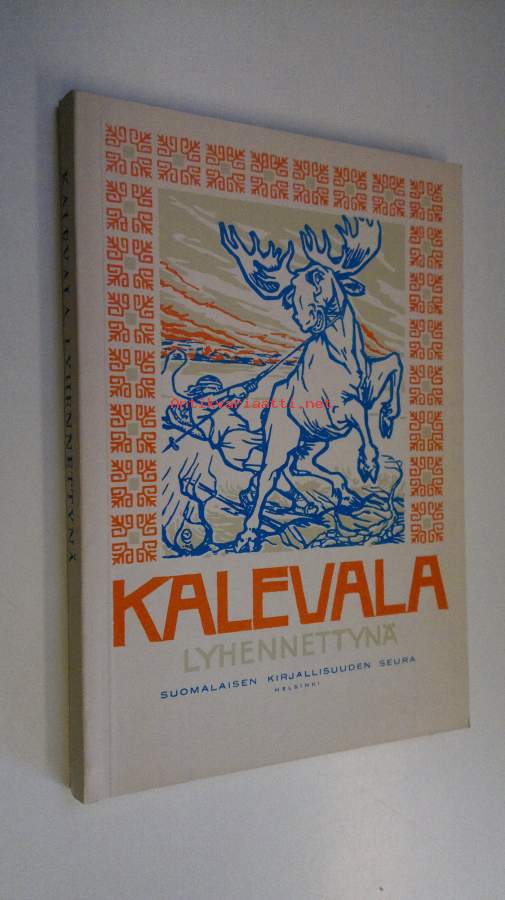 KALEVALA LYHENNETTYNÄ
Antikvariaatti.net
KALEVALA
LYHENNETTYNÄ
SUOMALAISEN KIRJALLISUUDEN SEURA
HELSINKI